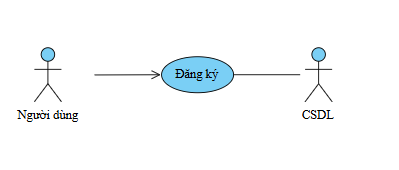 Đăng ký
Người dùng
CSDL